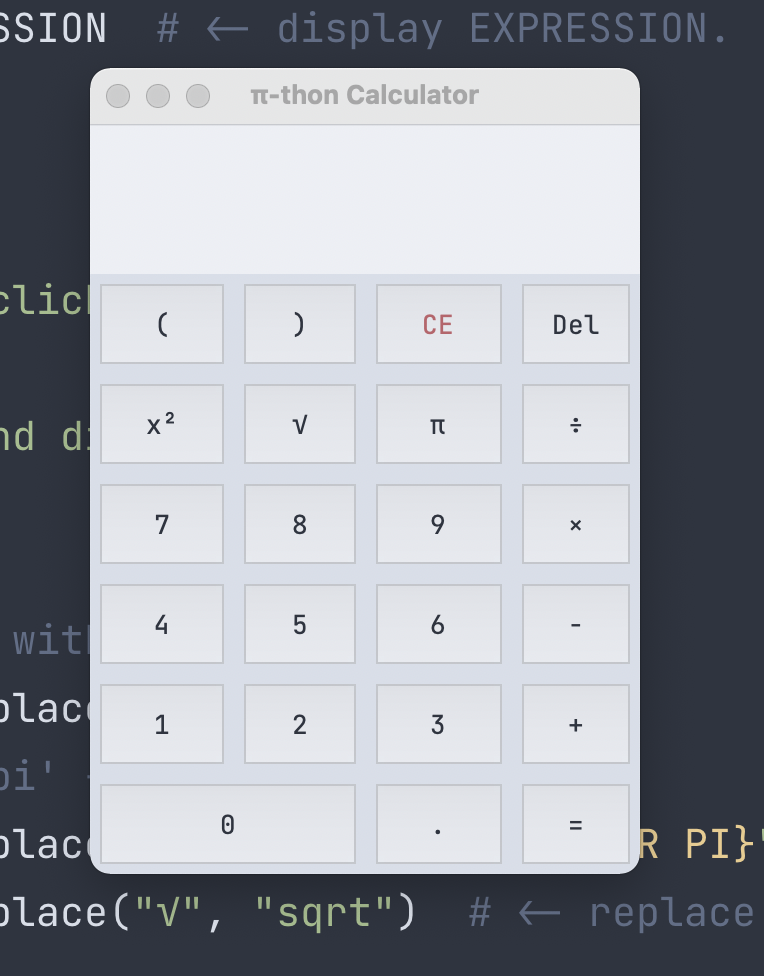 SSION # <- display EXPRESSION.
π-thon Calculator
click
( ) CE Del
nd di
x² √ π ÷
7 8 9 ×
with
4 5 6 -
place
1 2 3 +
pi' -
place
0 . =
R PI}"
place("√", "sqrt") # <- replace